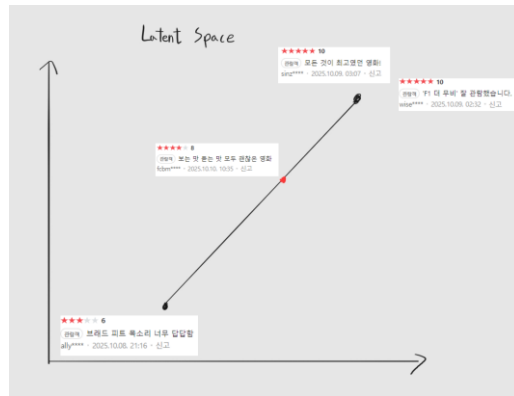 Latent Space
★★★★★ 10
관람객 모든 것이 최고였던 영화!
sinz**** · 2025.10.09. 03:07 · 신고
★★★★★ 10
관람객 'F1 더 무비' 잘 관람했습니다.
wise**** · 2025.10.09. 02:32 · 신고
★★★★★ 8
관람객 보는 맛 듣는 맛 모두 괜찮은 영화
fcbm**** · 2025.10.10. 10:35 · 신고
★★★★★ 6
관람객 브래드 피트 목소리 너무 답답함
ally**** · 2025.10.08. 21:16 · 신고